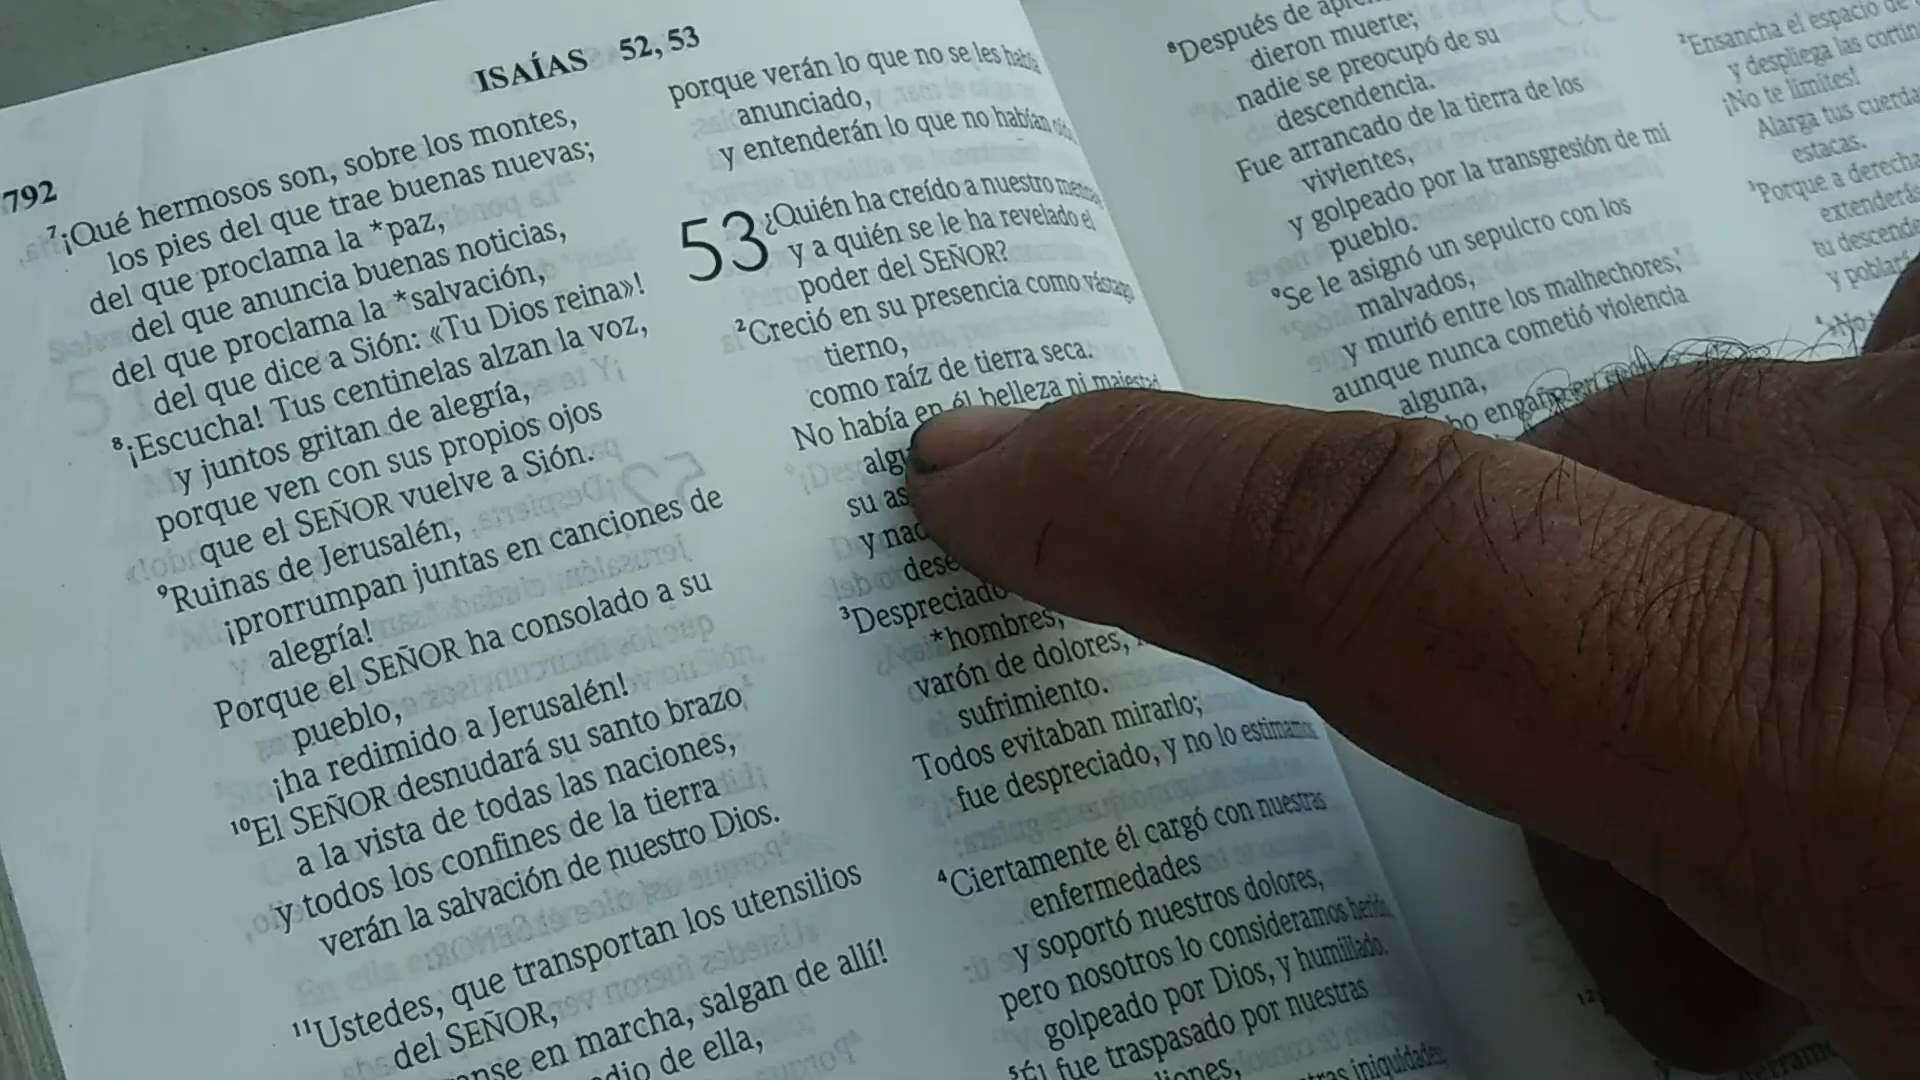 792
ISAÍAS 52, 53
⁷¡Qué hermosos son, sobre los montes,
los pies del que trae buenas nuevas;
del que proclama la *paz,
del que anuncia buenas noticias,
del que proclama la *salvación,
del que dice a Sión: «Tu Dios reina»!
⁸¡Escucha! Tus centinelas alzan la voz,
y juntos gritan de alegría,
porque ven con sus propios ojos
que el SEÑOR vuelve a Sión.
⁹Ruinas de Jerusalén,
¡prorrumpan juntas en canciones de
alegría!
Porque el SEÑOR ha consolado a su
pueblo,
¡ha redimido a Jerusalén!
¹⁰El SEÑOR desnudará su santo brazo
a la vista de todas las naciones,
y todos los confines de la tierra
verán la salvación de nuestro Dios.
¹¹Ustedes, que transportan los utensilios
del SEÑOR,
en marcha, salgan de allí!
de ella,
porque verán lo que no se les había
anunciado,
y entenderán lo que no habían
53 ¿Quién ha creído a nuestro
y a quién se le ha revelado el
poder del SEÑOR?
²Creció en su presencia como vástago
tierno,
como raíz de tierra seca.
No había en él belleza ni
su
y
³Despreciado
*hombres,
varón de dolores,
sufrimiento.
Todos evitaban mirarlo;
fue despreciado, y no lo estimamos
⁴Ciertamente él cargó con nuestras
enfermedades
y soportó nuestros dolores,
pero nosotros lo consideramos herido,
golpeado por Dios, y humillado.
⁵Él fue traspasado por nuestras
iniquidades;
⁸Después de
dieron muerte;
nadie se preocupó de su
descendencia.
Fue arrancado de la tierra de los
vivientes,
y golpeado por la transgresión de mi
pueblo.
⁹Se le asignó un sepulcro con los
malvados,
y murió entre los malhechores,
aunque nunca cometió violencia
alguna,
²Ensancha el espacio de
y despliega las
¡No te limites!
Alarga tus
estacas.
³Porque a derecha
tu
y
12